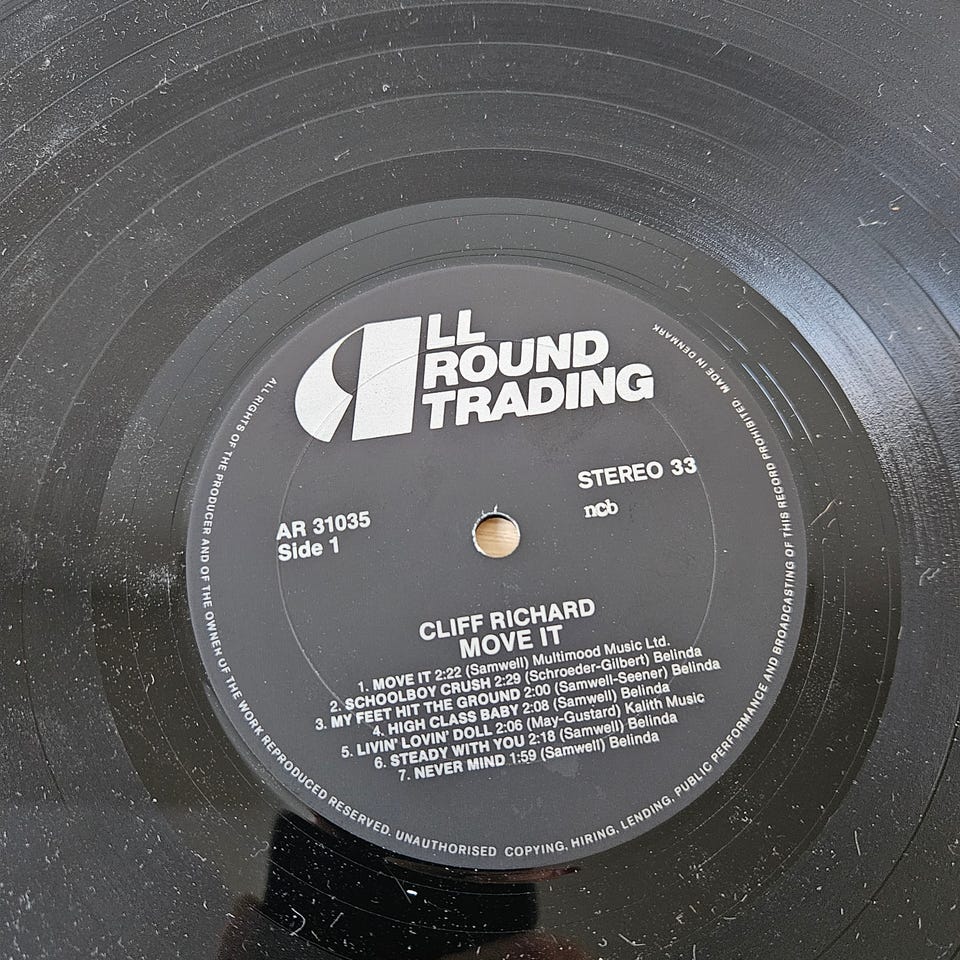 ALL
ROUND
TRADING
STEREO 33
ncb
AR 31035
Side 1
CLIFF RICHARD
MOVE IT
1. MOVE IT 2:22 (Samwell) Multimood Music Ltd.
2. SCHOOLBOY CRUSH 2:29 (Schroeder-Gilbert) Belinda
3. MY FEET HIT THE GROUND 2:00 (Samwell-Seener) Belinda
4. HIGH CLASS BABY 2:08 (Samwell) Belinda
5. LIVIN' LOVIN' DOLL 2:06 (May-Gustard) Kalith Music
6. STEADY WITH YOU 2:18 (Samwell) Belinda
7. NEVER MIND 1:59 (Samwell) Belinda
ALL RIGHTS OF THE PRODUCER AND OF THE OWNER OF THE WORK REPRODUCED RESERVED. UNAUTHORISED COPYING, HIRING, LENDING, PUBLIC PERFORMANCE AND BROADCASTING OF THIS RECORD PROHIBITED. MADE IN DENMARK